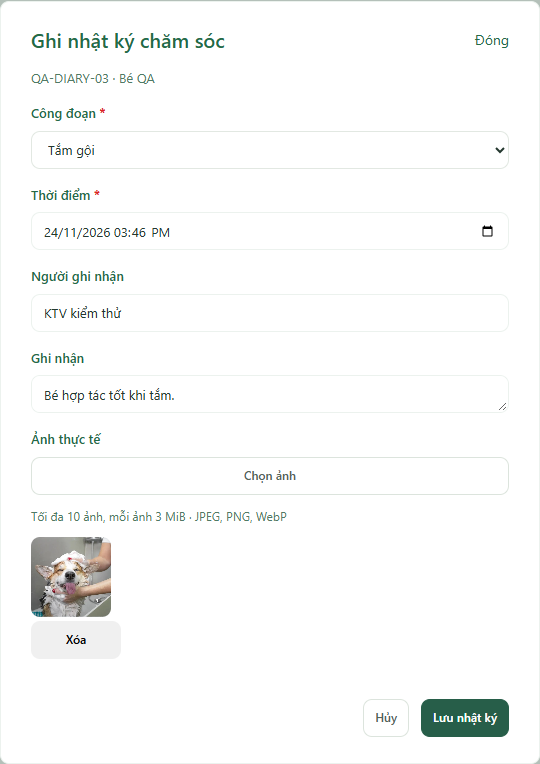 Ghi nhật ký chăm sóc
Đóng
QA-DIARY-03 · Bé QA
Công đoạn *
Tắm gội
Thời điểm *
24/11/2026 03:46 PM
Người ghi nhận
KTV kiểm thử
Ghi nhận
Bé hợp tác tốt khi tắm.
Ảnh thực tế
Chọn ảnh
Tối đa 10 ảnh, mỗi ảnh 3 MiB · JPEG, PNG, WebP
Xóa
Hủy
Lưu nhật ký